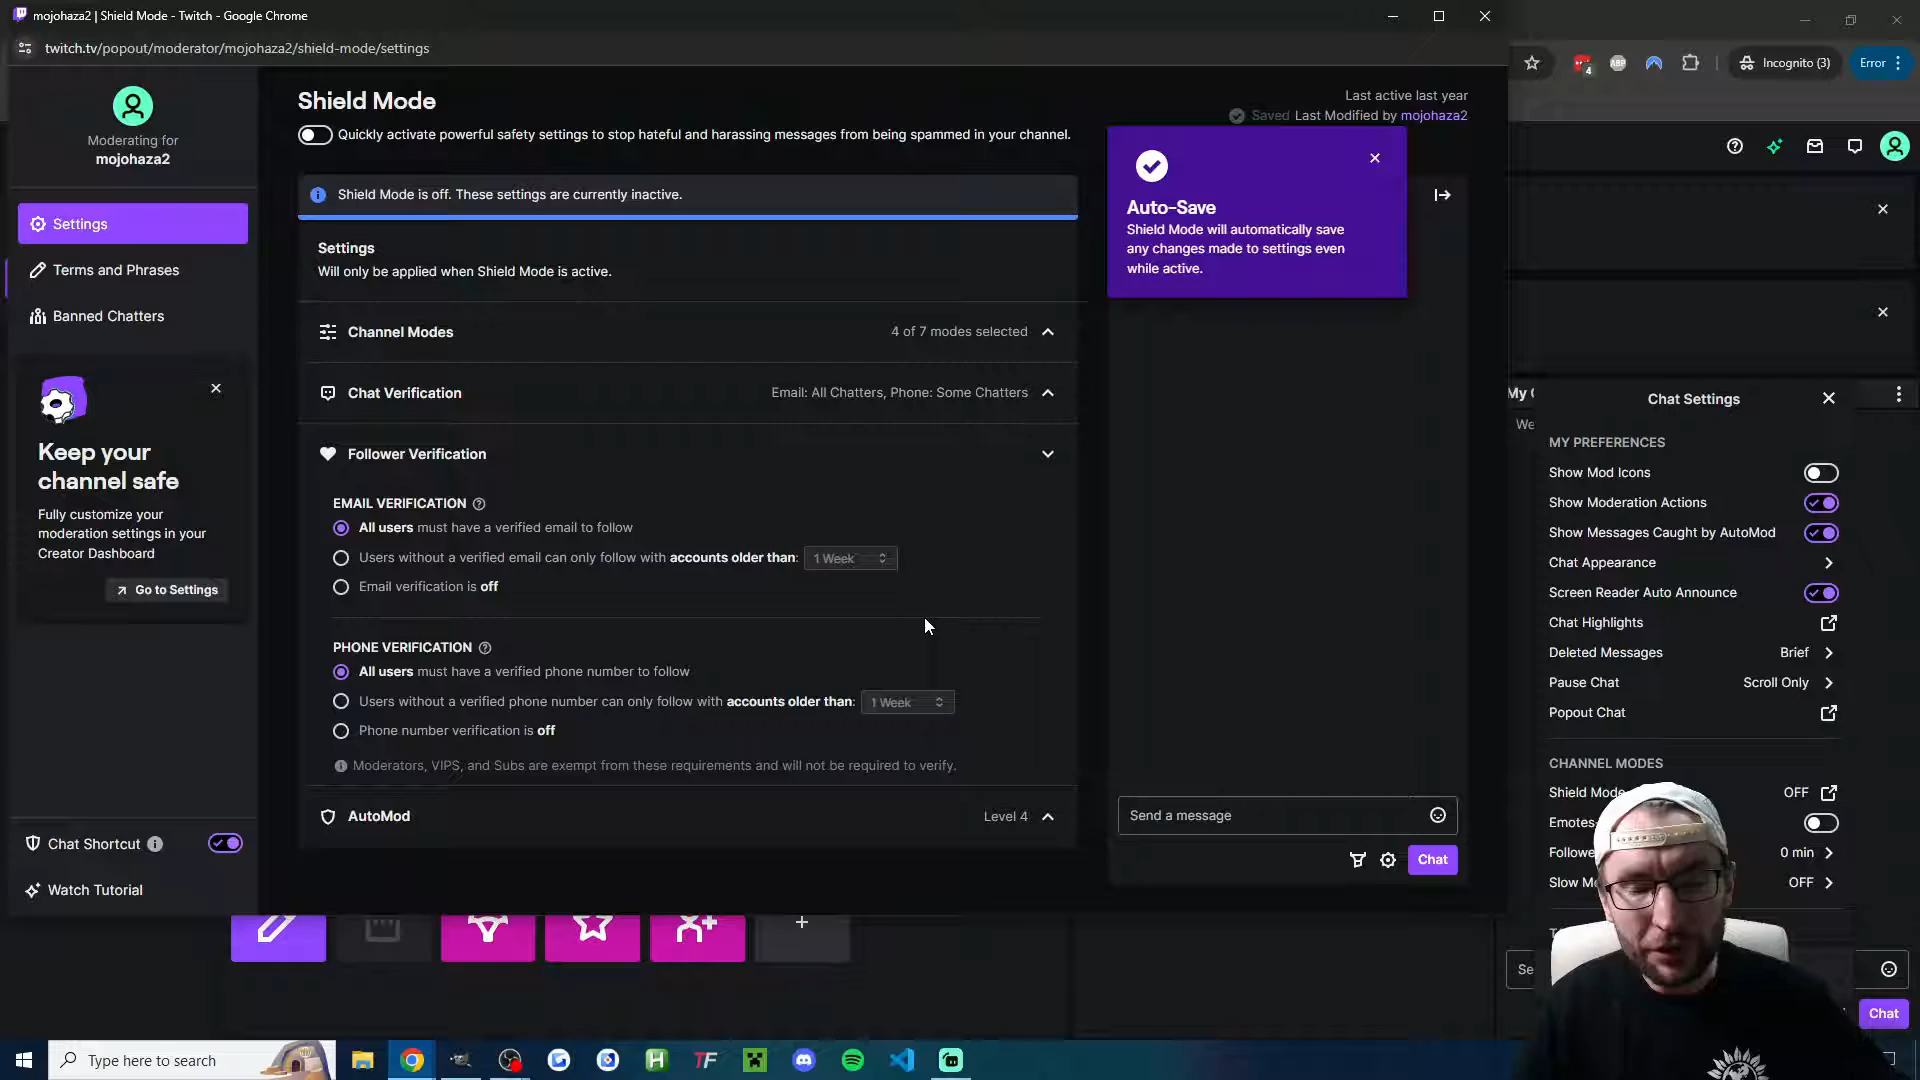 mojohaza2 | Shield Mode - Twitch - Google Chrome
twitch.tv/popout/moderator/mojohaza2/shield-mode/settings
4
ABP
Incognito (3)
Error
Moderating for
mojohaza2
Settings
Terms and Phrases
Banned Chatters
Keep your
channel safe
Fully customize your
moderation settings in your
Creator Dashboard
Go to Settings
Chat Shortcut
Watch Tutorial
Shield Mode
Quickly activate powerful safety settings to stop hateful and harassing messages from being spammed in your channel.
Last active last year
Saved Last Modified by mojohaza2
Shield Mode is off. These settings are currently inactive.
Settings
Will only be applied when Shield Mode is active.
Channel Modes 4 of 7 modes selected
Chat Verification Email: All Chatters, Phone: Some Chatters
Follower Verification
EMAIL VERIFICATION
All users must have a verified email to follow
Users without a verified email can only follow with accounts older than: 1 Week
Email verification is off
PHONE VERIFICATION
All users must have a verified phone number to follow
Users without a verified phone number can only follow with accounts older than: 1 Week
Phone number verification is off
Moderators, VIPS, and Subs are exempt from these requirements and will not be required to verify.
AutoMod Level 4
Auto-Save
Shield Mode will automatically save
any changes made to settings even
while active.
Send a message
Chat
My
We
Chat Settings
MY PREFERENCES
Show Mod Icons
Show Moderation Actions
Show Messages Caught by AutoMod
Chat Appearance
Screen Reader Auto Announce
Chat Highlights
Deleted Messages Brief
Pause Chat Scroll Only
Popout Chat
CHANNEL MODES
Shield Mode OFF
Emotes-
Followe 0 min
Slow M OFF
Se
Chat
Type here to search
H
TF